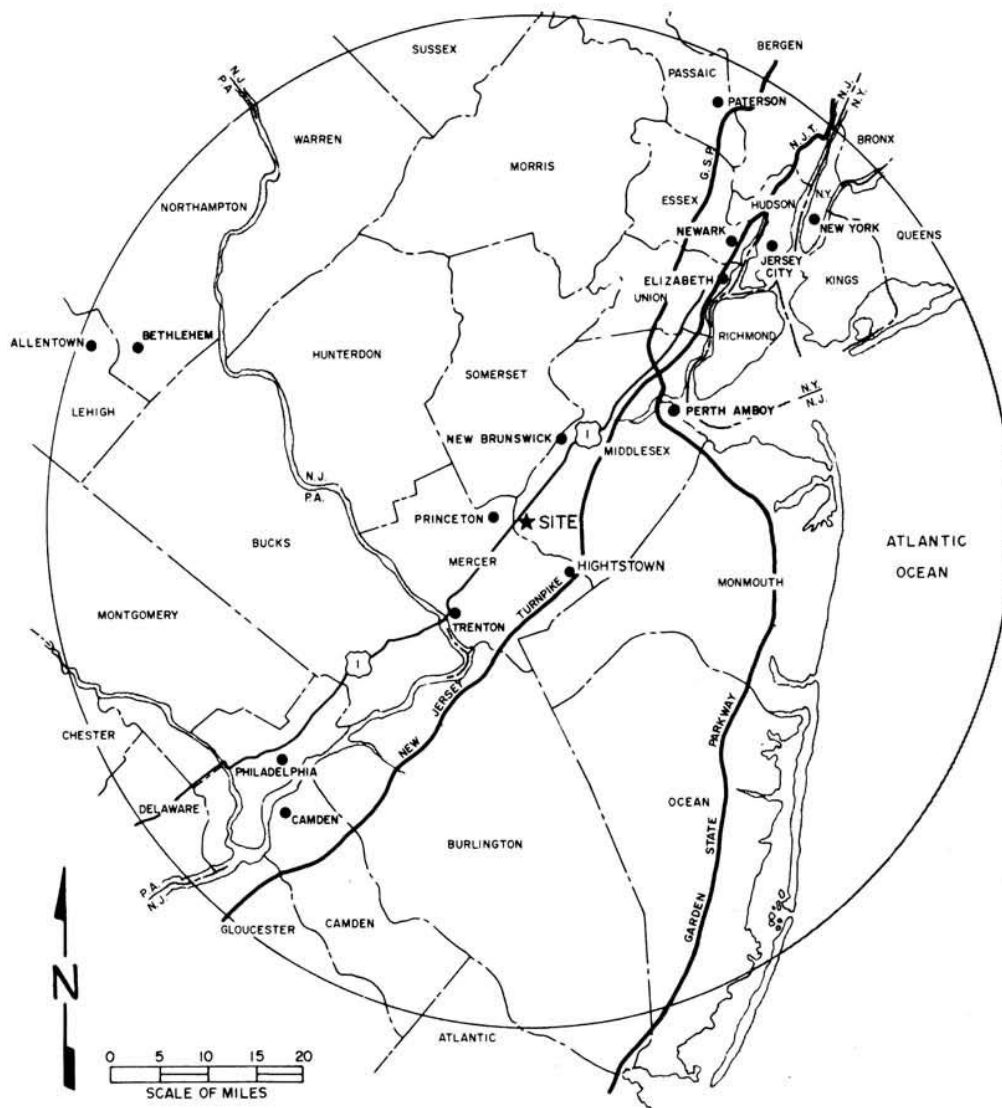 SUSSEX
BERGEN
PASSAIC
N.J.
P.A.
PATERSON
N.J.
N.Y.
WARREN
N.J.T.
BRONX
MORRIS
G.S.P.
NORTHAMPTON
ESSEX
HUDSON
N.Y.
NEW YORK
NEWARK
QUEENS
JERSEY
CITY
ELIZABETH
KINGS
UNION
BETHLEHEM
RICHMOND
ALLENTOWN
HUNTERDON
SOMERSET
N.Y.
N.J.
LEHIGH
PERTH AMBOY
NEW BRUNSWICK
1
MIDDLESEX
N.J.
P.A.
PRINCETON
SITE
BUCKS
ATLANTIC
OCEAN
MERCER
HIGHTSTOWN
MONMOUTH
MONTGOMERY
TURNPIKE
TRENTON
1
JERSEY
NEW
PARKWAY
CHESTER
PHILADELPHIA
DELAWARE
OCEAN
CAMDEN
STATE
BURLINGTON
P.A.
N.J.
GARDEN
GLOUCESTER
CAMDEN
N
ATLANTIC
0 5 10 15 20
SCALE OF MILES